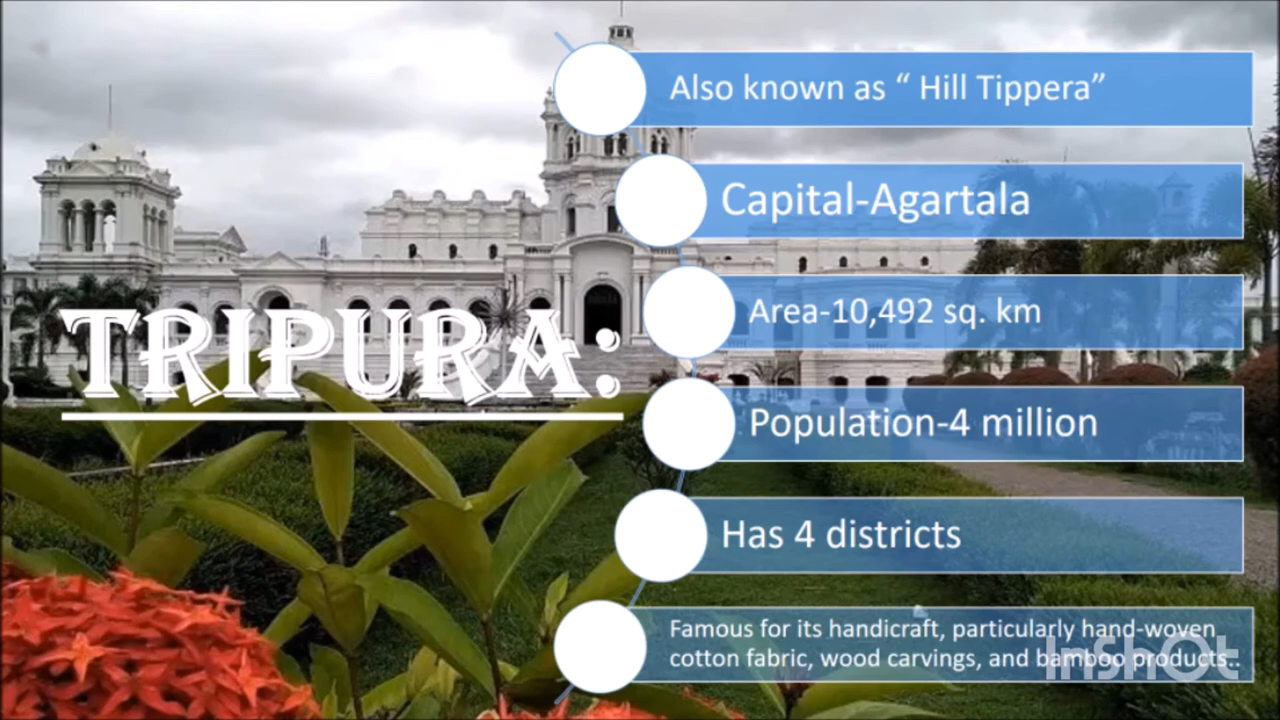 TRIPURA:
Also known as “ Hill Tippera”
Capital-Agartala
Area-10,492 sq. km
Population-4 million
Has 4 districts
Famous for its handicraft, particularly hand-woven
cotton fabric, wood carvings, and bamboo products..
InShOt